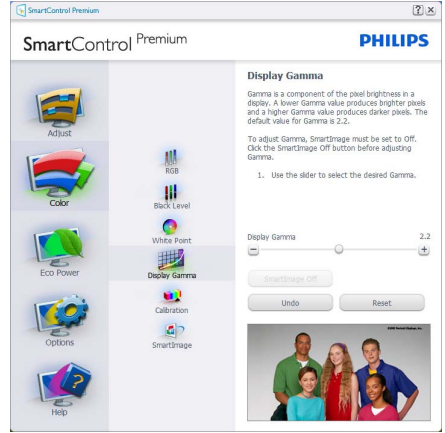 SmartControl Premium
SmartControl Premium
PHILIPS
Adjust
Color
Eco Power
Options
Help
RGB
Black Level
White Point
Display Gamma
Calibration
SmartImage
Display Gamma
Gamma is a component of the pixel brightness in a
display. A lower Gamma value produces brighter pixels
and a higher Gamma value produces darker pixels. The
default value for Gamma is 2.2.
To adjust Gamma, SmartImage must be set to Off.
Click the SmartImage Off button before adjusting
Gamma.
1. Use the slider to select the desired Gamma.
Display Gamma 2.2
SmartImage Off
Undo
Reset